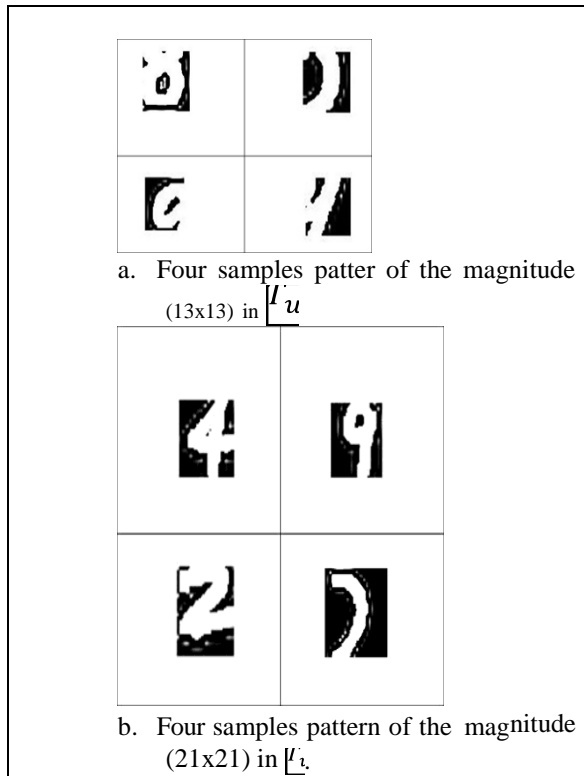 a. Four samples patter of the magnitude
(13x13) in
b. Four samples pattern of the magnitude
(21x21) in